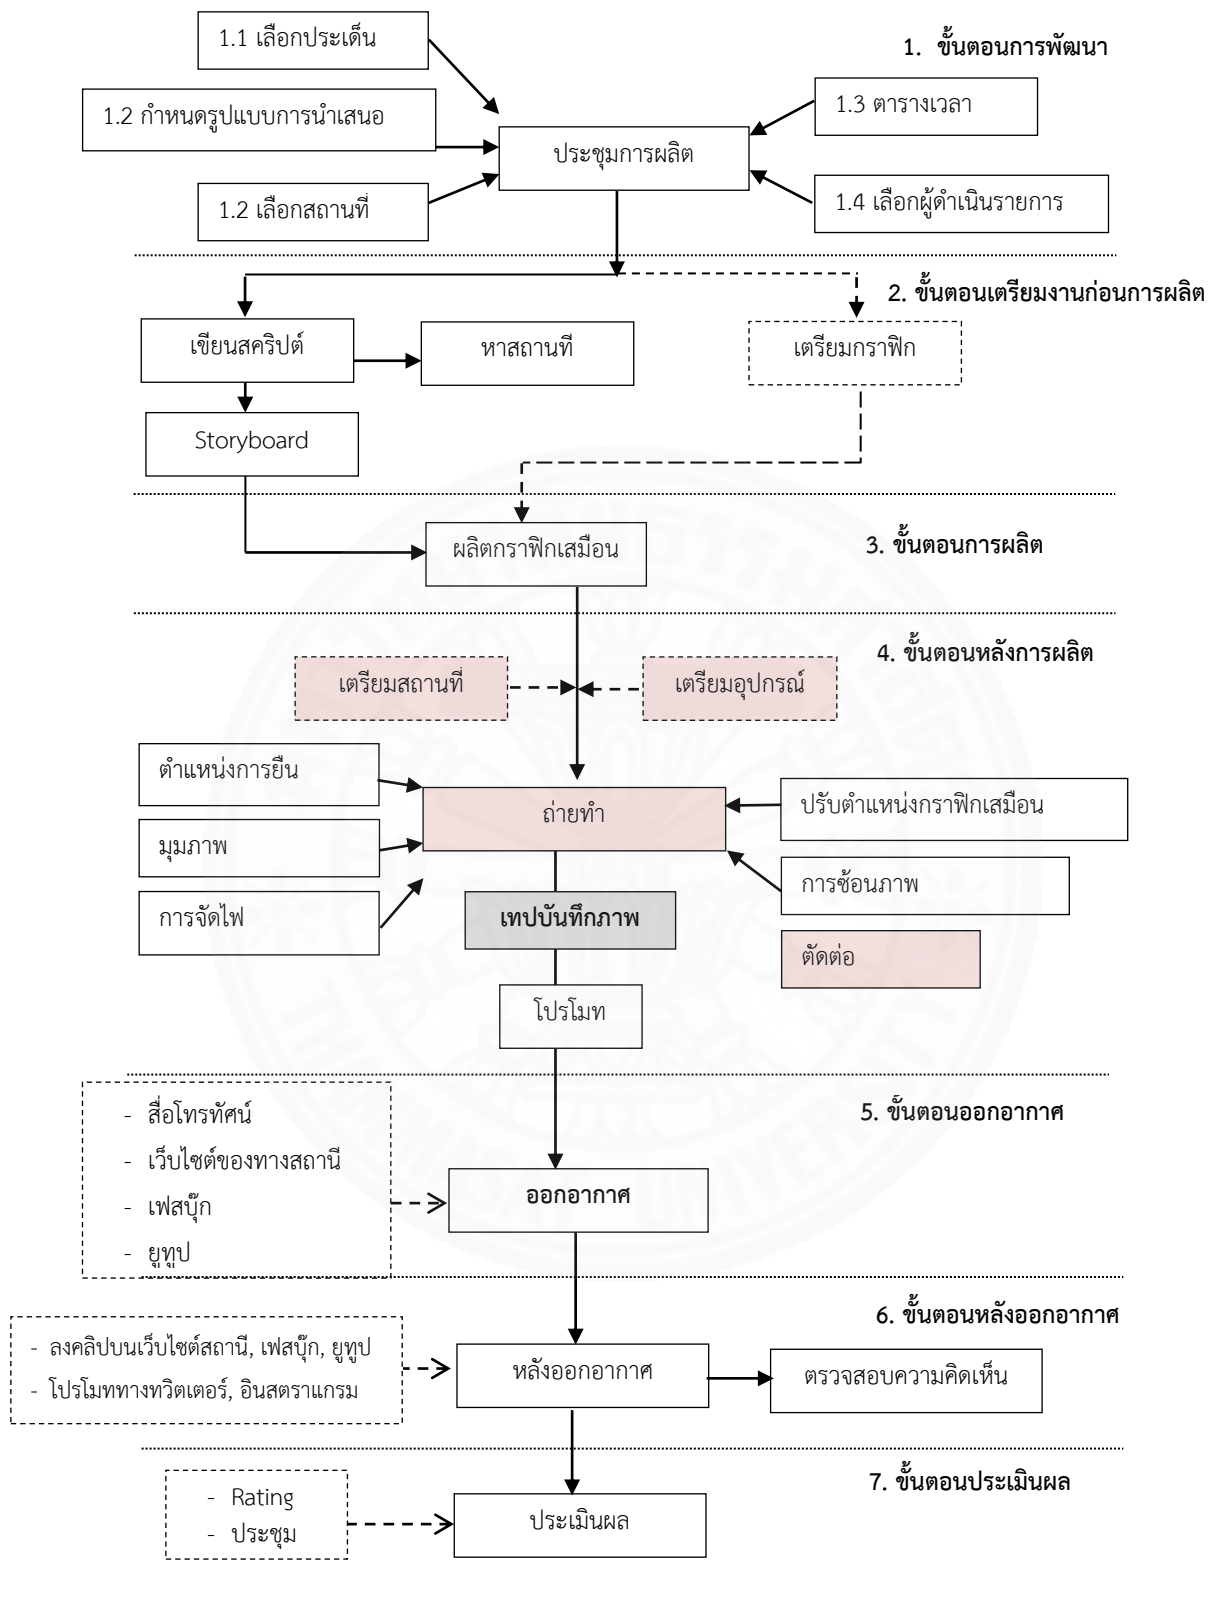 1.1 เลือกประเด็น
1. ขั้นตอนการพัฒนา
1.2 กำหนดรูปแบบการนำเสนอ
1.3 ตารางเวลา
ประชุมการผลิต
1.2 เลือกสถานที่
1.4 เลือกผู้ดำเนินรายการ
2. ขั้นตอนเตรียมงานก่อนการผลิต
เขียนสคริปต์
หาสถานที่
เตรียมกราฟิก
Storyboard
3. ขั้นตอนการผลิต
ผลิตกราฟิกเสมือน
4. ขั้นตอนหลังการผลิต
เตรียมสถานที่
เตรียมอุปกรณ์
ตำแหน่งการยืน
ถ่ายทำ
ปรับตำแหน่งกราฟิกเสมือน
มุมภาพ
การซ้อนภาพ
การจัดไฟ
เทปบันทึกภาพ
ตัดต่อ
โปรโมท
5. ขั้นตอนออกอากาศ
- สื่อโทรทัศน์
- เว็บไซต์ของทางสถานี
- เฟสบุ๊ก
- ยูทูป
ออกอากาศ
6. ขั้นตอนหลังออกอากาศ
- ลงคลิปบนเว็บไซต์สถานี, เฟสบุ๊ก, ยูทูป
- โปรโมททางทวิตเตอร์, อินสตราแกรม
หลังออกอากาศ
ตรวจสอบความคิดเห็น
7. ขั้นตอนประเมินผล
- Rating
- ประชุม
ประเมินผล
THAMMASAT UNIVERSITY